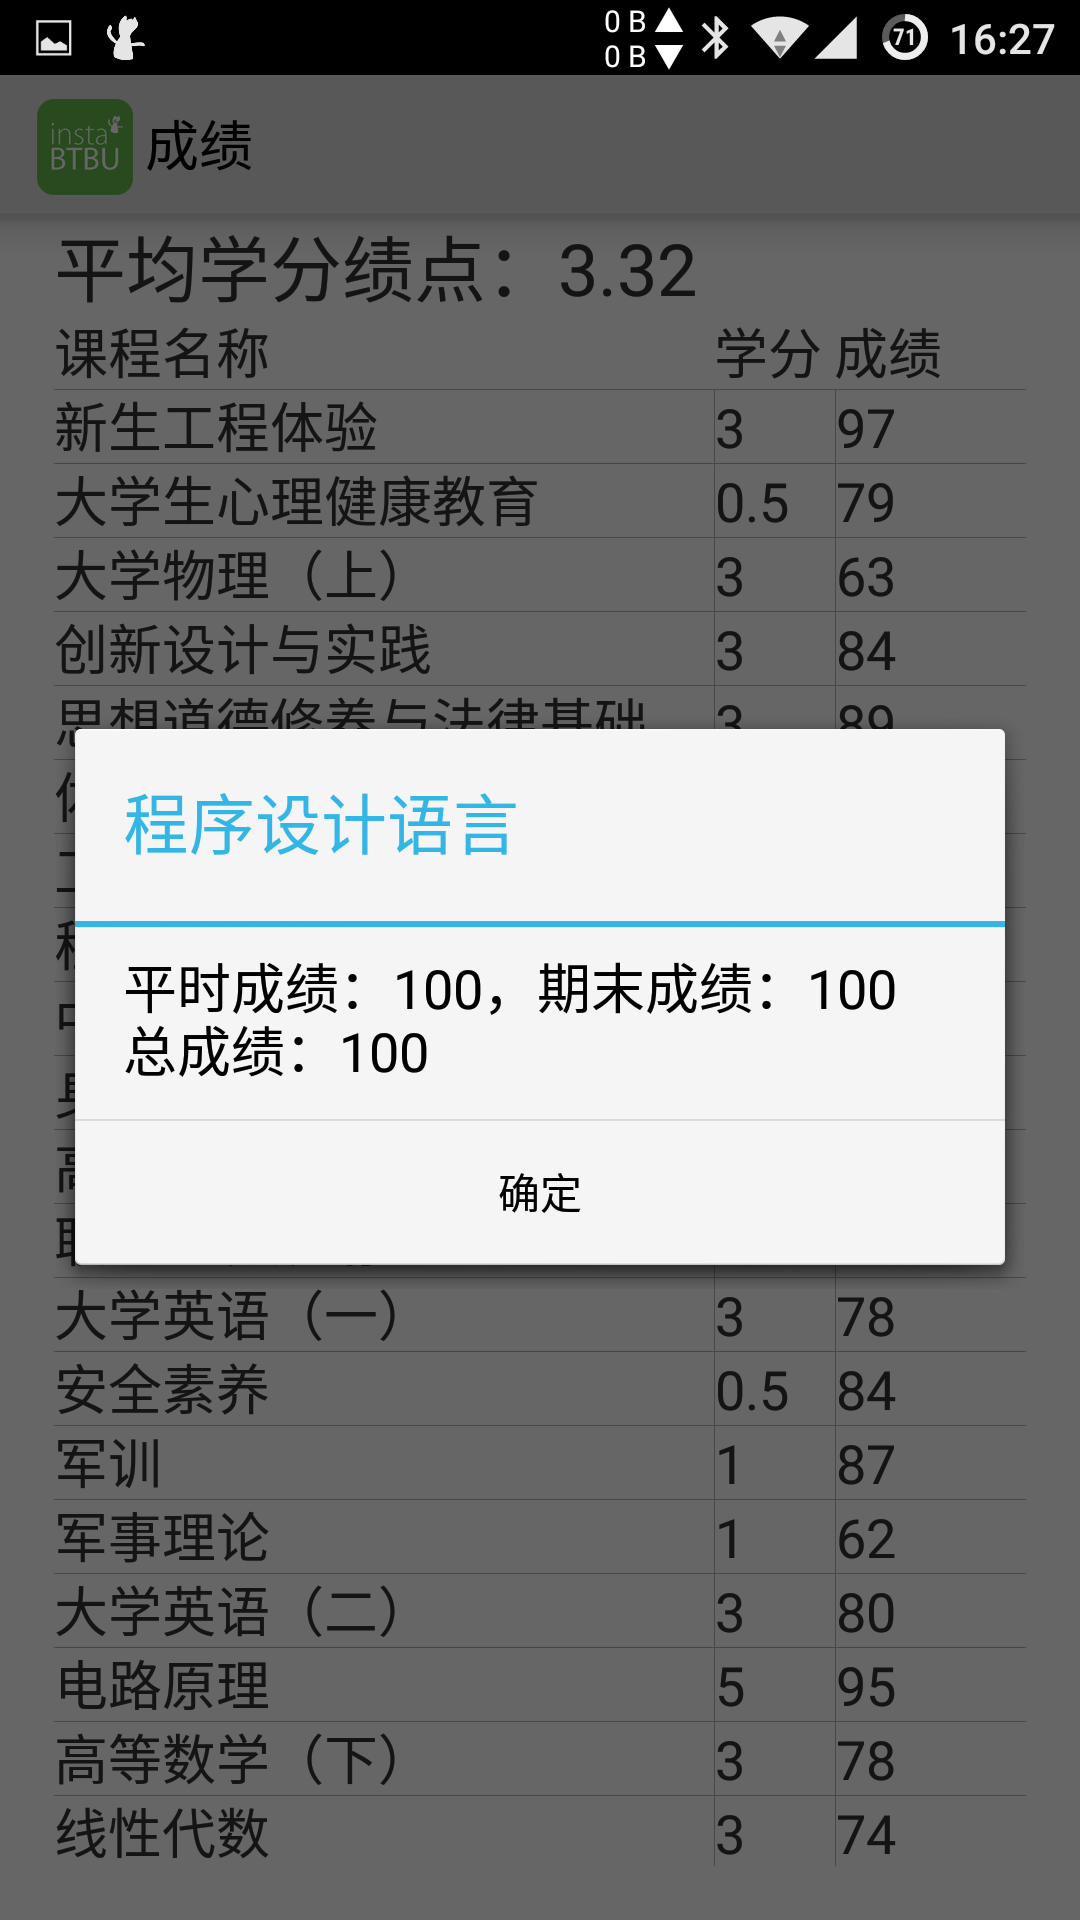 0 B
0 B
71
16:27
insta
BTBU
成绩
平均学分绩点：3.32
课程名称 学分 成绩
新生工程体验 3 97
大学生心理健康教育 0.5 79
大学物理（上） 3 63
创新设计与实践 3 84
思想道德修养与法律基础 3 89
程序设计语言
平时成绩：100，期末成绩：100
总成绩：100
确定
大学英语（一） 3 78
安全素养 0.5 84
军训 1 87
军事理论 1 62
大学英语（二） 3 80
电路原理 5 95
高等数学（下） 3 78
线性代数 3 74